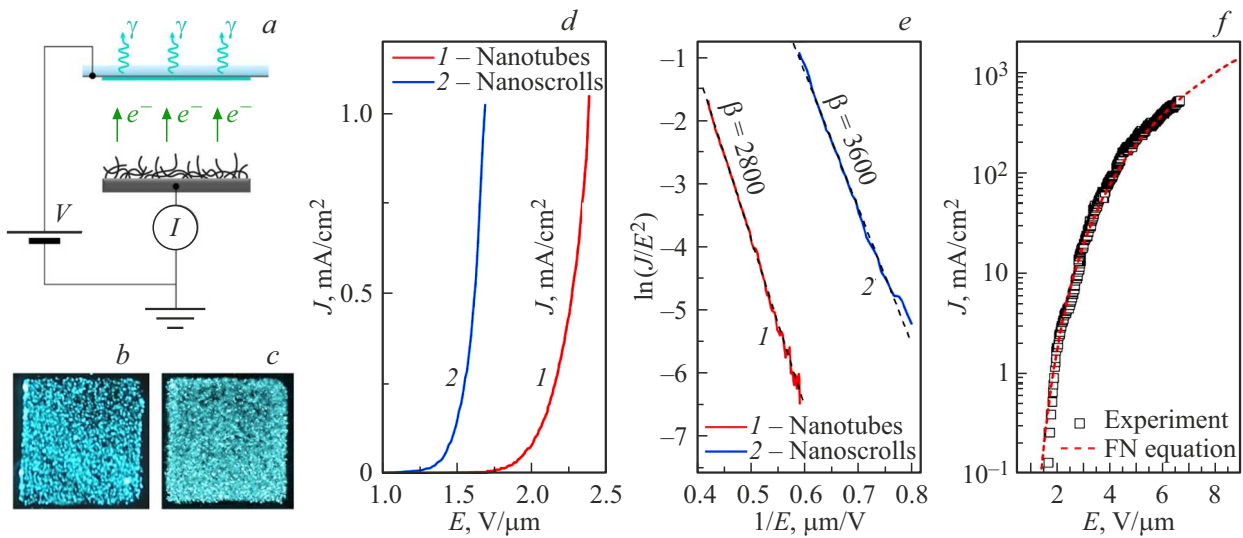 a
γ γ γ
e⁻ e⁻ e⁻
V
I
b
c
d
1 – Nanotubes
2 – Nanoscrolls
1.0
0.5
0
J, mA/cm²
J, mA/cm²
2
1
1.0 1.5 2.0 2.5
E, V/μm
e
−1
−2
−3
−4
−5
−6
−7
ln (J/E²)
β = 2800
β = 3600
2
1
1 – Nanotubes
2 – Nanoscrolls
0.4 0.5 0.6 0.7 0.8
1/E, μm/V
f
10³
10²
10
1
10⁻¹
J, mA/cm²
Experiment
FN equation
2 4 6 8
E, V/μm